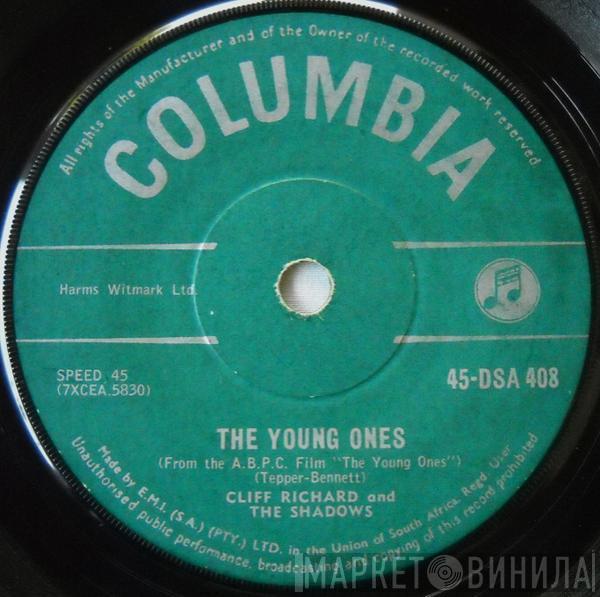 All rights of the Manufacturer and of the Owner of the recorded work reserved
COLUMBIA
Harms Witmark Ltd.
SPEED 45
(7XCEA.5830)
45-DSA 408
THE YOUNG ONES
(From the A.B.P.C. Film "The Young Ones")
(Tepper-Bennett)
CLIFF RICHARD and
THE SHADOWS
Made by E.M.I. (S.A.) (PTY.) LTD. in the Union of South Africa. Regd. User
Unauthorised public performance, broadcasting and copying of this record prohibited
МАРКЕТ ВИНИЛА